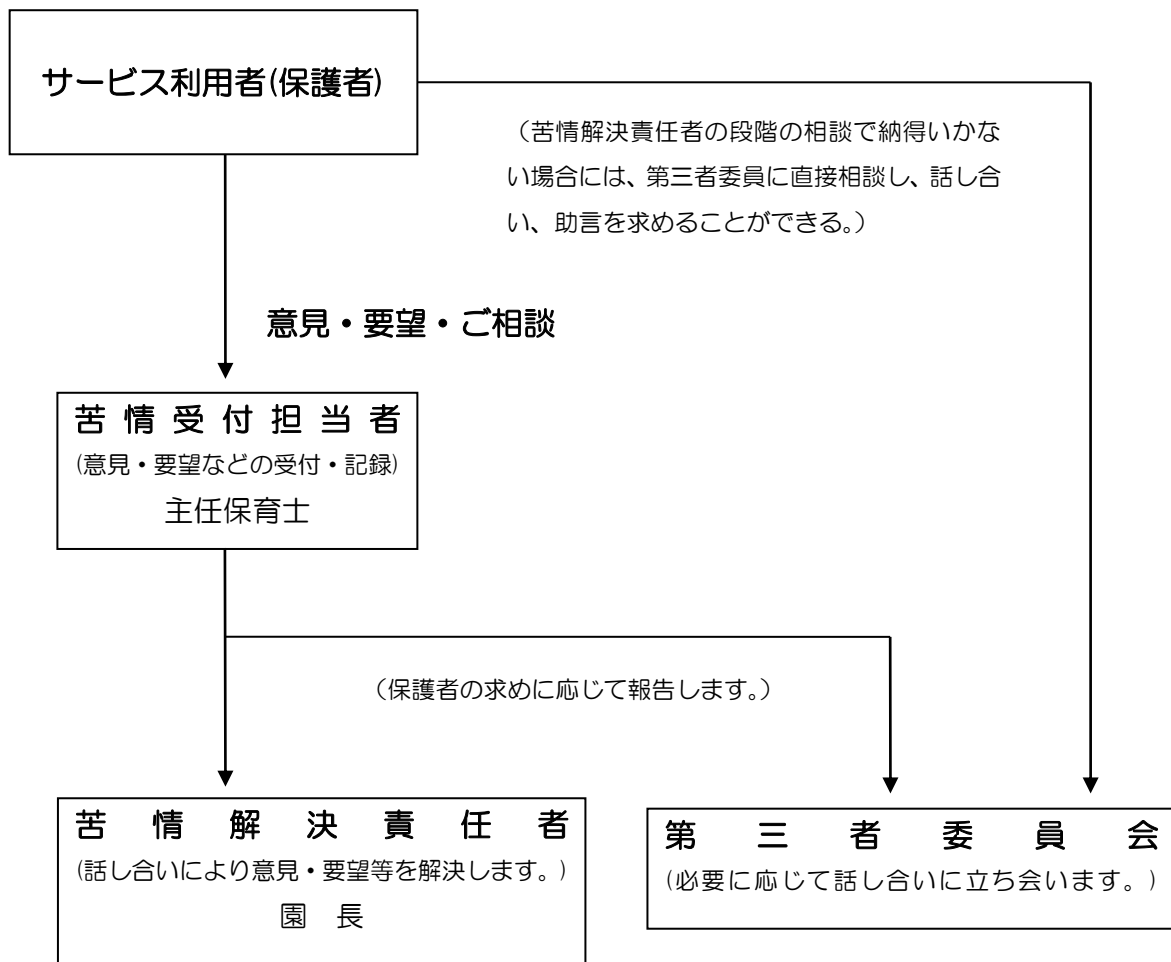 サービス利用者(保護者)
（苦情解決責任者の段階の相談で納得いかな
い場合には、第三者委員に直接相談し、話し合
い、助言を求めることができる。）
意見・要望・ご相談
苦情受付担当者
(意見・要望などの受付・記録)
主任保育士
（保護者の求めに応じて報告します。）
苦情解決責任者
(話し合いにより意見・要望等を解決します。)
園　長
第三者委員会
(必要に応じて話し合いに立ち会います。)